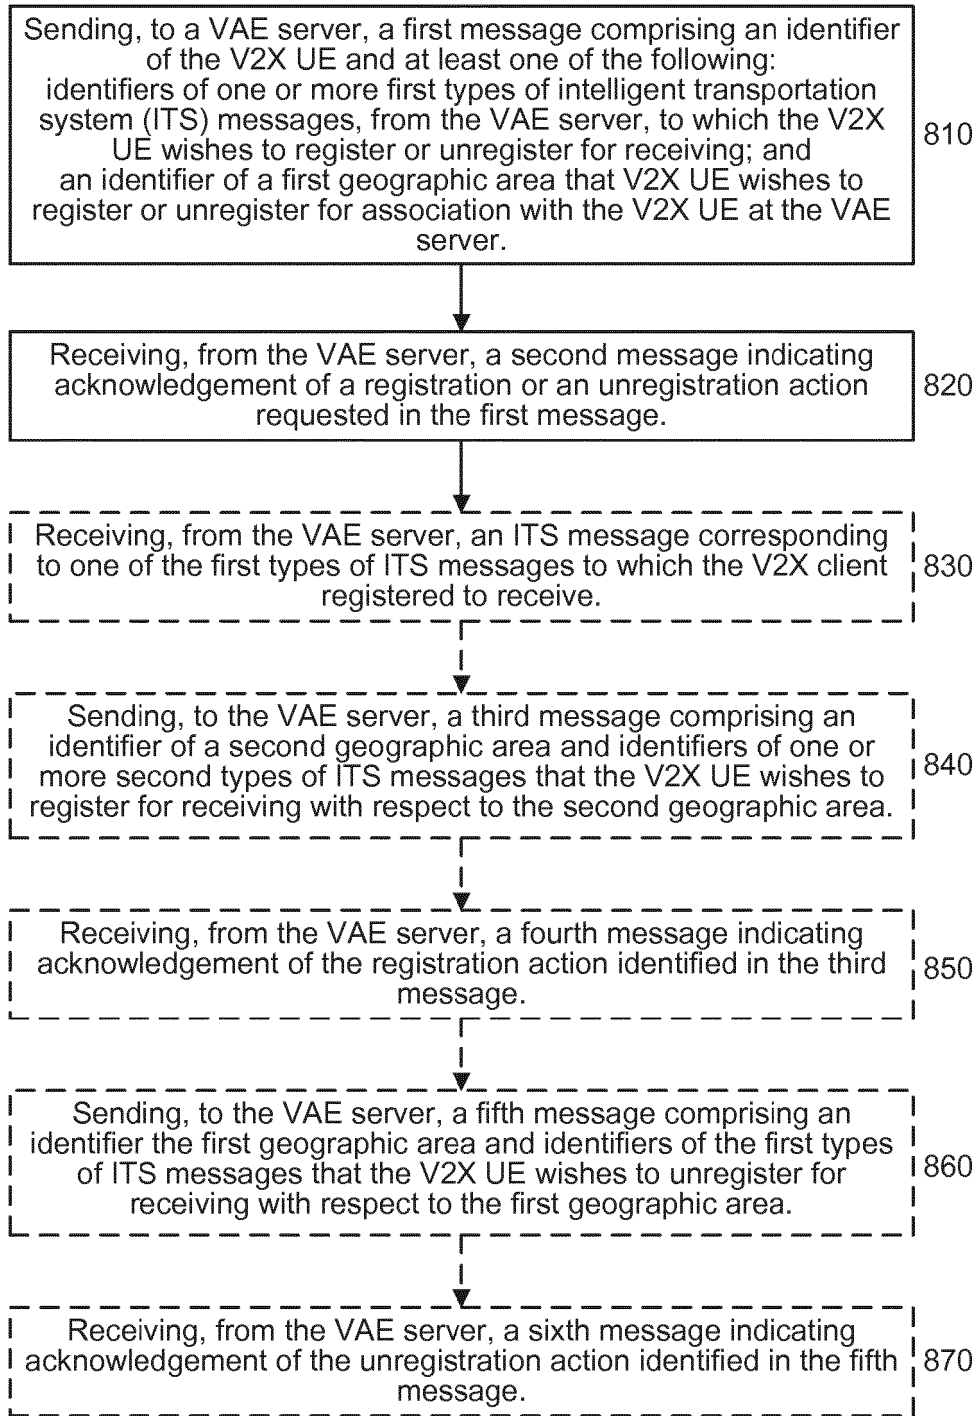 Sending, to a VAE server, a first message comprising an identifier
of the V2X UE and at least one of the following:
identifiers of one or more first types of intelligent transportation
system (ITS) messages, from the VAE server, to which the V2X
UE wishes to register or unregister for receiving; and
an identifier of a first geographic area that V2X UE wishes to
register or unregister for association with the V2X UE at the VAE
server.
810
Receiving, from the VAE server, a second message indicating
acknowledgement of a registration or an unregistration action
requested in the first message.
820
Receiving, from the VAE server, an ITS message corresponding
to one of the first types of ITS messages to which the V2X client
registered to receive.
830
Sending, to the VAE server, a third message comprising an
identifier of a second geographic area and identifiers of one or
more second types of ITS messages that the V2X UE wishes to
register for receiving with respect to the second geographic area.
840
Receiving, from the VAE server, a fourth message indicating
acknowledgement of the registration action identified in the third
message.
850
Sending, to the VAE server, a fifth message comprising an
identifier the first geographic area and identifiers of the first types
of ITS messages that the V2X UE wishes to unregister for
receiving with respect to the first geographic area.
860
Receiving, from the VAE server, a sixth message indicating
acknowledgement of the unregistration action identified in the fifth
message.
870